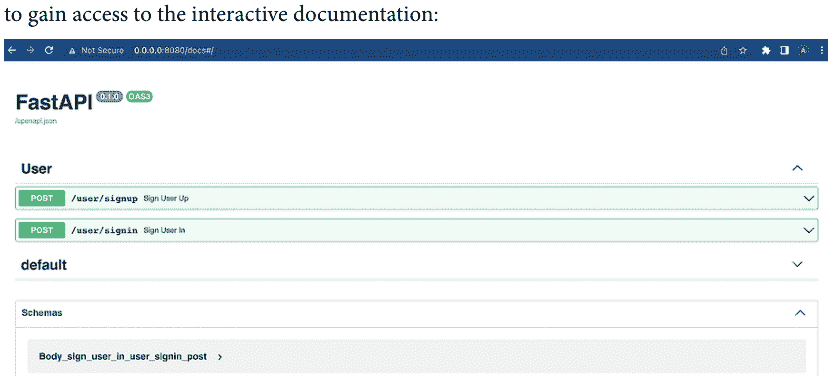 to gain access to the interactive documentation:
Not Secure 0.0.0.0:8080/docs#/
FastAPI 0.1.0 OAS3
/openapi.json
User
POST /user/signup Sign User Up
POST /user/signin Sign User In
default
Schemas
Body_sign_user_in_user_signin_post